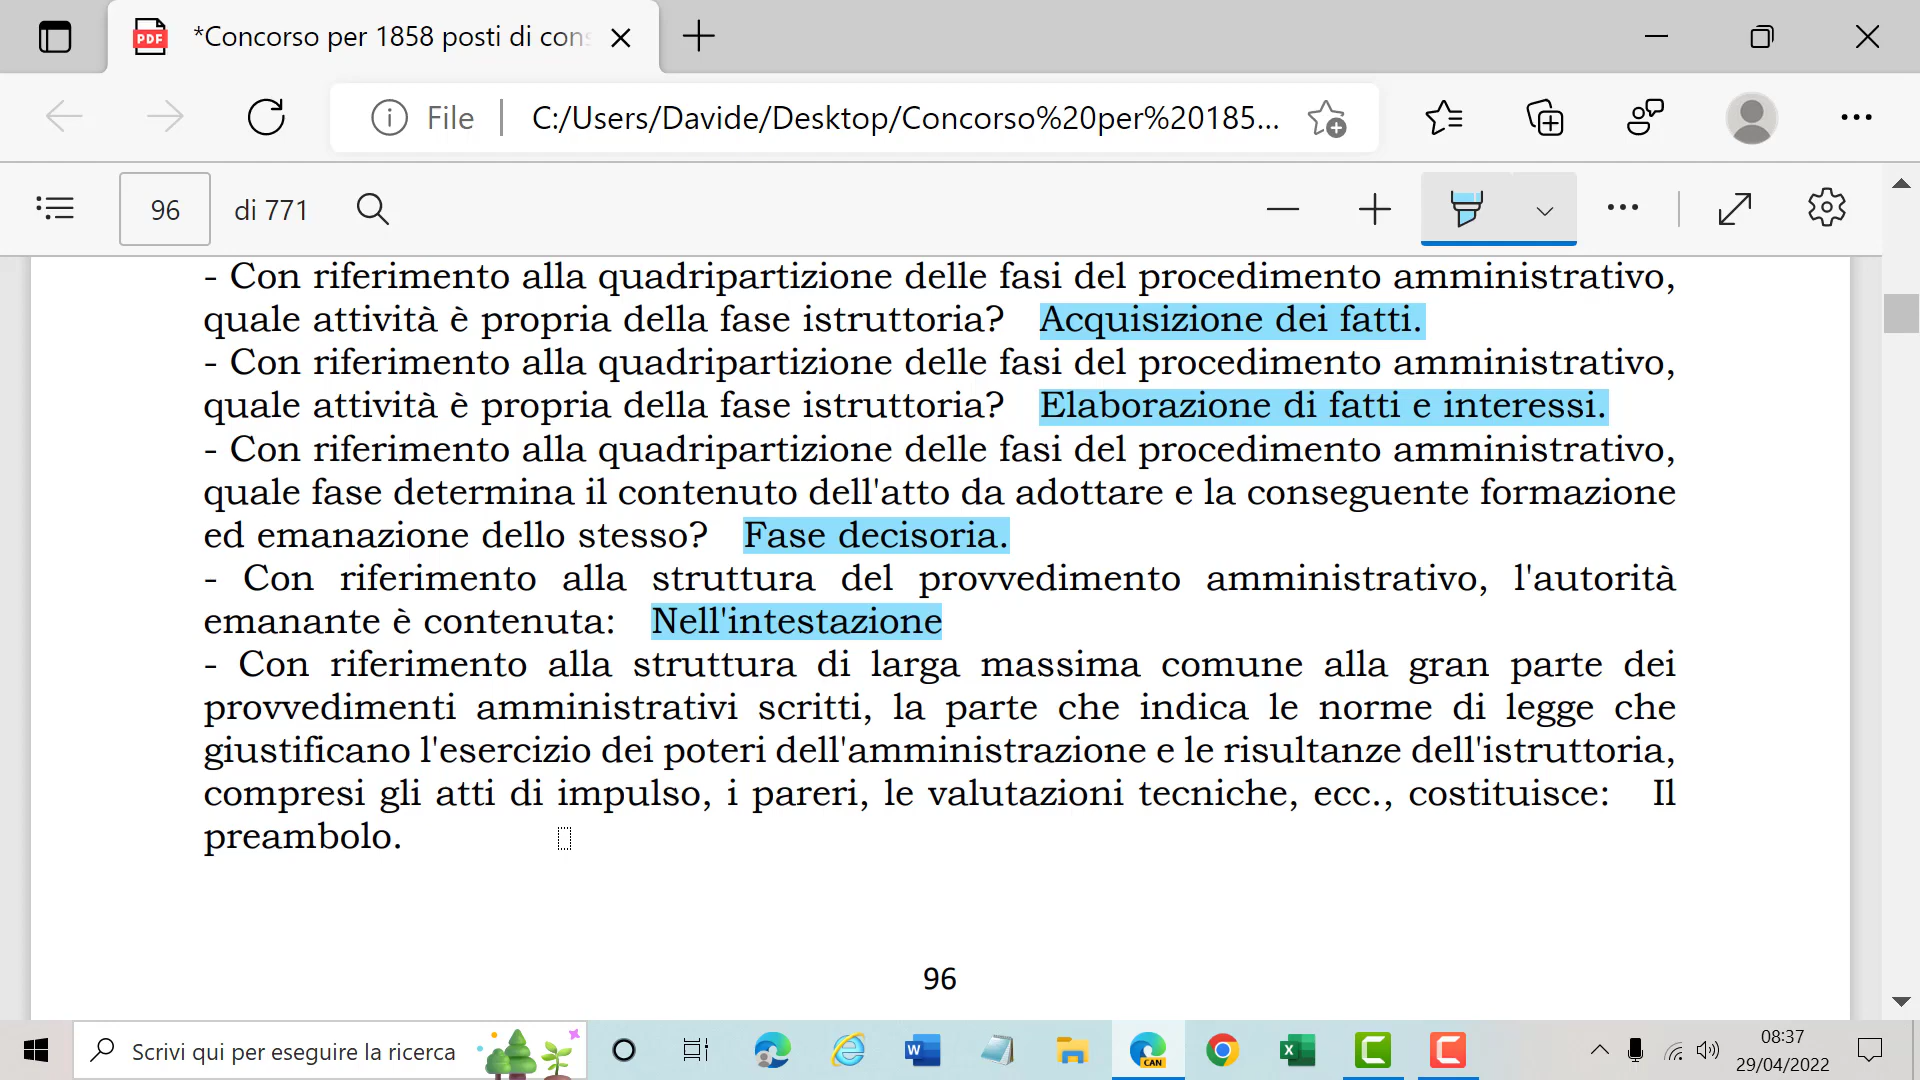 *Concorso per 1858 posti di con
File
C:/Users/Davide/Desktop/Concorso%20per%20185...
96
di 771
- Con riferimento alla quadripartizione delle fasi del procedimento amministrativo,
quale attività è propria della fase istruttoria? Acquisizione dei fatti.
- Con riferimento alla quadripartizione delle fasi del procedimento amministrativo,
quale attività è propria della fase istruttoria? Elaborazione di fatti e interessi.
- Con riferimento alla quadripartizione delle fasi del procedimento amministrativo,
quale fase determina il contenuto dell'atto da adottare e la conseguente formazione
ed emanazione dello stesso? Fase decisoria.
- Con riferimento alla struttura del provvedimento amministrativo, l'autorità
emanante è contenuta: Nell'intestazione
- Con riferimento alla struttura di larga massima comune alla gran parte dei
provvedimenti amministrativi scritti, la parte che indica le norme di legge che
giustificano l'esercizio dei poteri dell'amministrazione e le risultanze dell'istruttoria,
compresi gli atti di impulso, i pareri, le valutazioni tecniche, ecc., costituisce: Il
preambolo.
96
Scrivi qui per eseguire la ricerca
CAN
08:37
29/04/2022